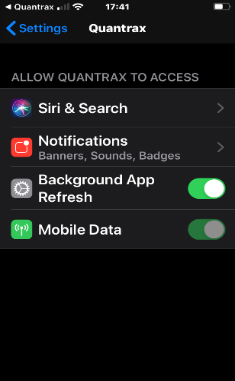 Quantrax
17:41
Settings
Quantrax
ALLOW QUANTRAX TO ACCESS
Siri & Search
Notifications
Banners, Sounds, Badges
Background App
Refresh
Mobile Data